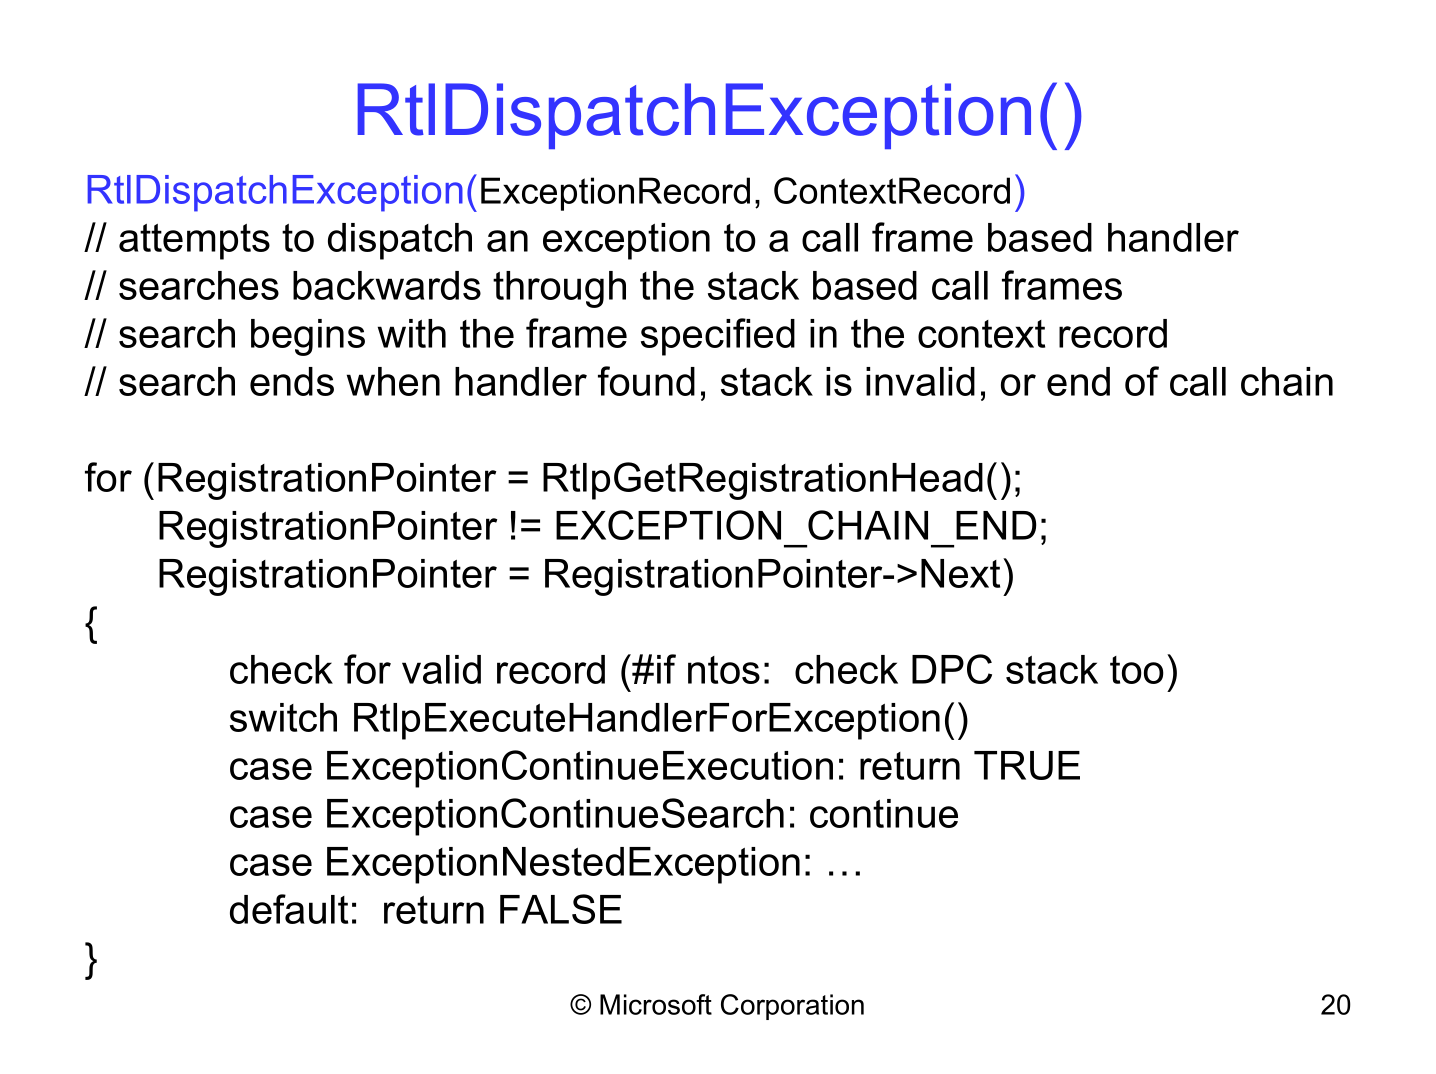 RtlDispatchException()
RtlDispatchException(ExceptionRecord, ContextRecord)
// attempts to dispatch an exception to a call frame based handler
// searches backwards through the stack based call frames
// search begins with the frame specified in the context record
// search ends when handler found, stack is invalid, or end of call chain
for (RegistrationPointer = RtlpGetRegistrationHead();
RegistrationPointer != EXCEPTION_CHAIN_END;
RegistrationPointer = RegistrationPointer->Next)
{
check for valid record (#if ntos:  check DPC stack too)
switch RtlpExecuteHandlerForException()
case ExceptionContinueExecution: return TRUE
case ExceptionContinueSearch: continue
case ExceptionNestedException: …
default:  return FALSE
}
© Microsoft Corporation
20